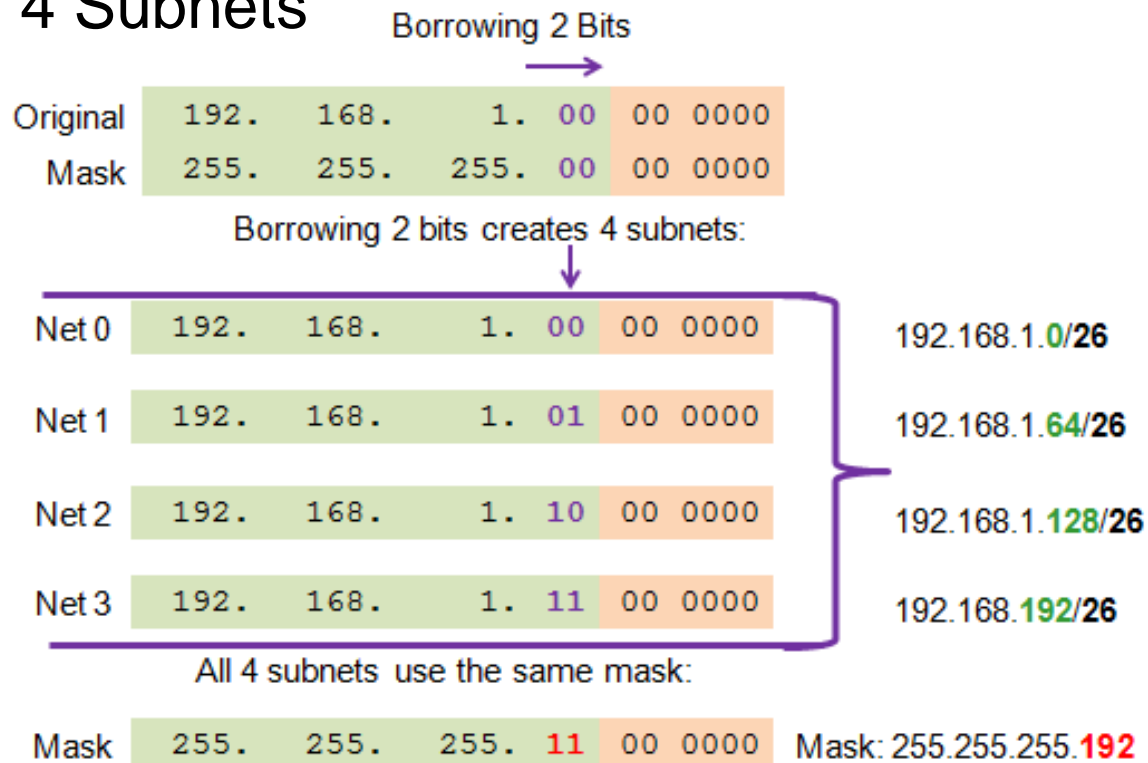 4 Subnets
Borrowing 2 Bits
Original 192. 168. 1. 00 00 0000
Mask 255. 255. 255. 00 00 0000
Borrowing 2 bits creates 4 subnets:
Net 0 192. 168. 1. 00 00 0000 192.168.1.0/26
Net 1 192. 168. 1. 01 00 0000 192.168.1.64/26
Net 2 192. 168. 1. 10 00 0000 192.168.1.128/26
Net 3 192. 168. 1. 11 00 0000 192.168.192/26
All 4 subnets use the same mask:
Mask 255. 255. 255. 11 00 0000 Mask: 255.255.255.192